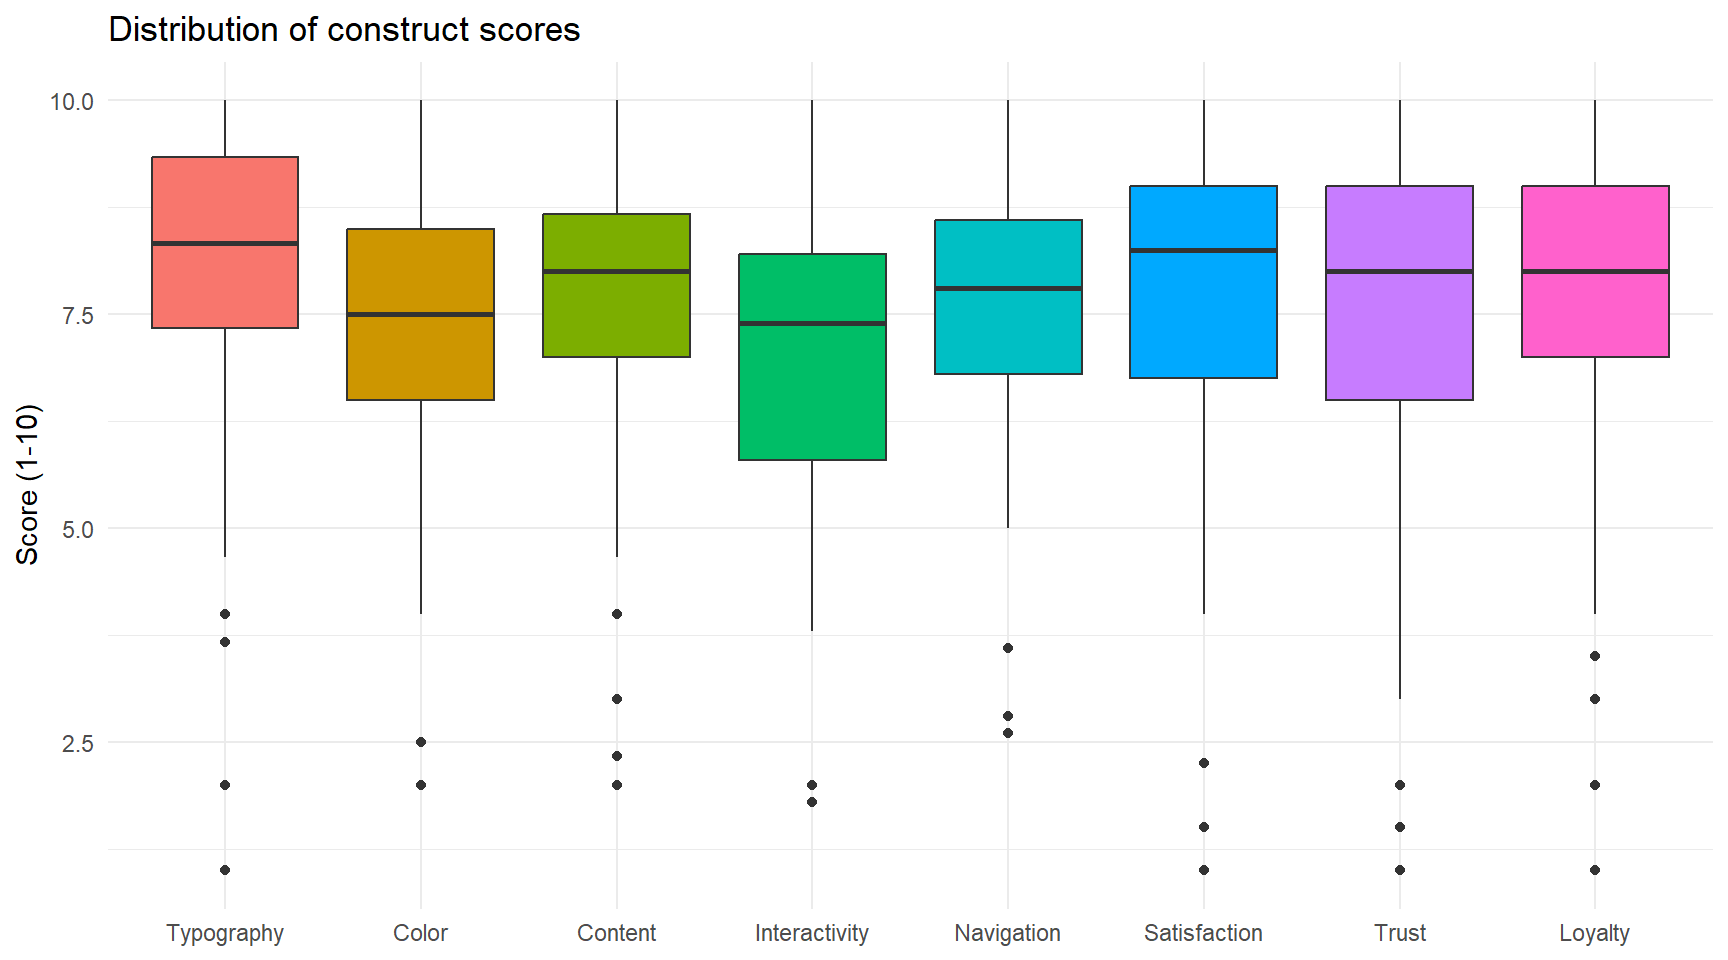 Distribution of construct scores
Score (1-10)
10.0
7.5
5.0
2.5
Typography Color Content Interactivity Navigation Satisfaction Trust Loyalty